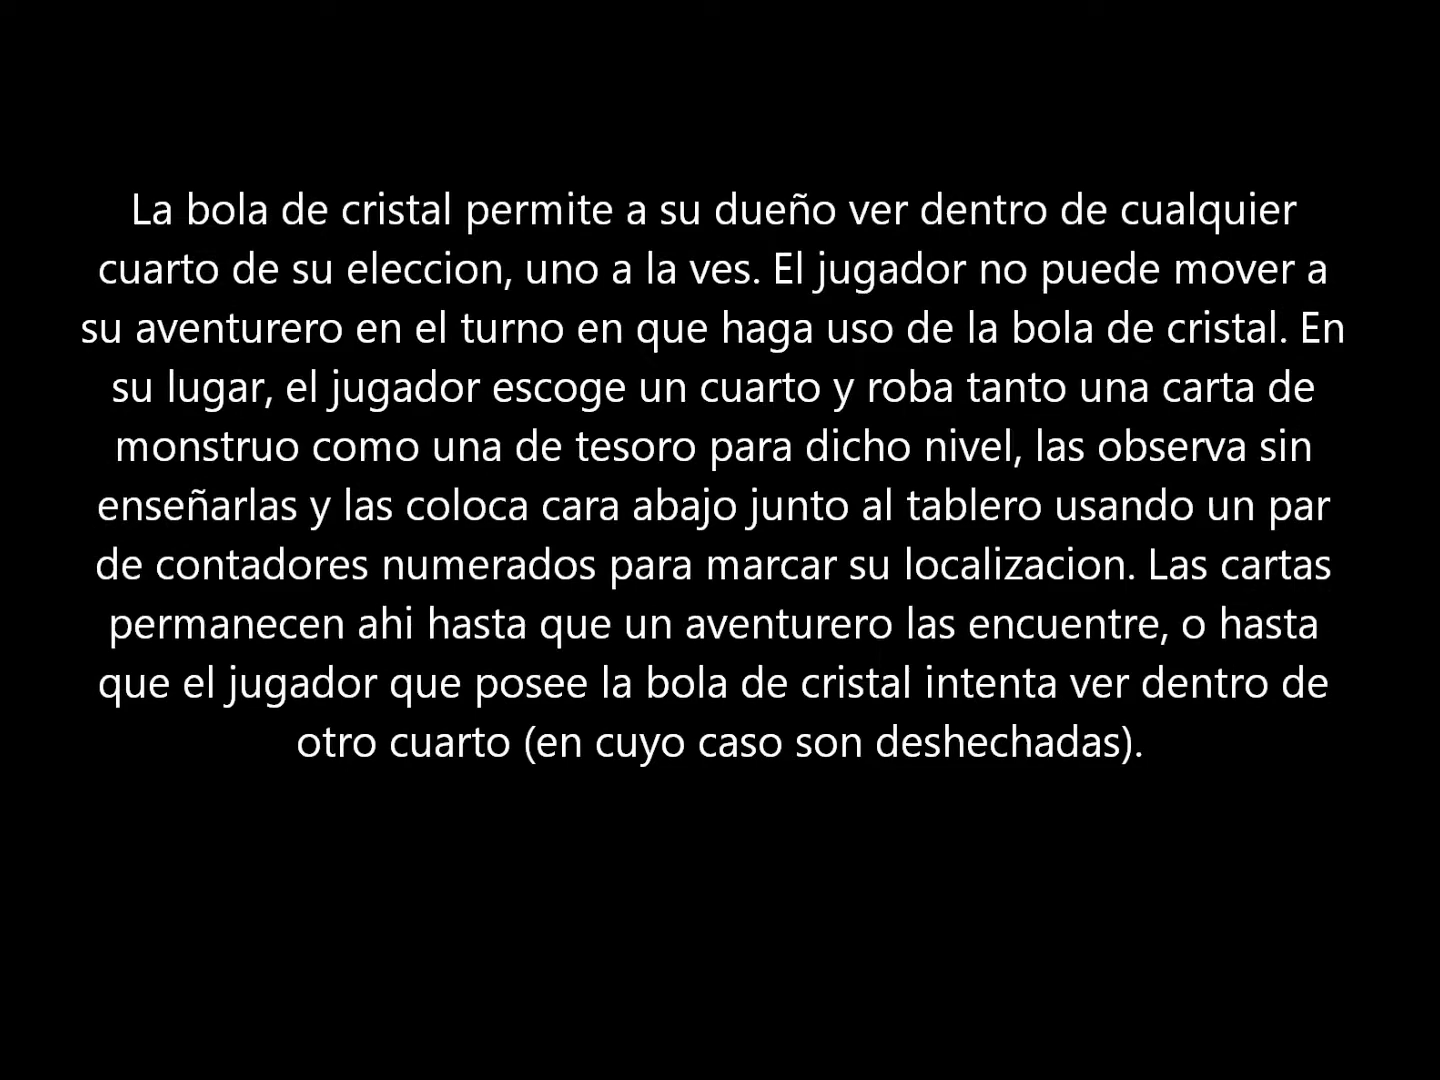 La bola de cristal permite a su dueño ver dentro de cualquier
cuarto de su eleccion, uno a la ves. El jugador no puede mover a
su aventurero en el turno en que haga uso de la bola de cristal. En
su lugar, el jugador escoge un cuarto y roba tanto una carta de
monstruo como una de tesoro para dicho nivel, las observa sin
enseñarlas y las coloca cara abajo junto al tablero usando un par
de contadores numerados para marcar su localizacion. Las cartas
permanecen ahi hasta que un aventurero las encuentre, o hasta
que el jugador que posee la bola de cristal intenta ver dentro de
otro cuarto (en cuyo caso son deshechadas).